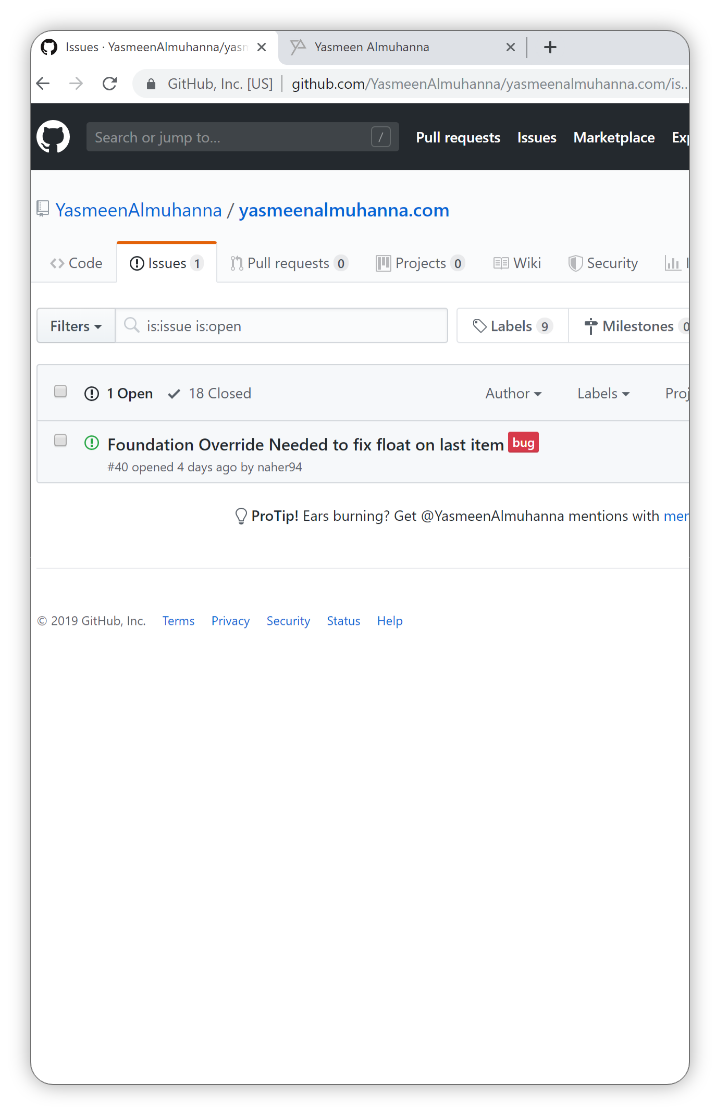 Issues · YasmeenAlmuhanna/yasn
Yasmeen Almuhanna
GitHub, Inc. [US] | github.com/YasmeenAlmuhanna/yasmeenalmuhanna.com/is...
Search or jump to... / Pull requests Issues Marketplace Exp
YasmeenAlmuhanna / yasmeenalmuhanna.com
Code Issues 1 Pull requests 0 Projects 0 Wiki Security
Filters is:issue is:open Labels 9 Milestones 0
1 Open 18 Closed Author Labels Proj
Foundation Override Needed to fix float on last item bug
#40 opened 4 days ago by naher94
ProTip! Ears burning? Get @YasmeenAlmuhanna mentions with mer
© 2019 GitHub, Inc. Terms Privacy Security Status Help